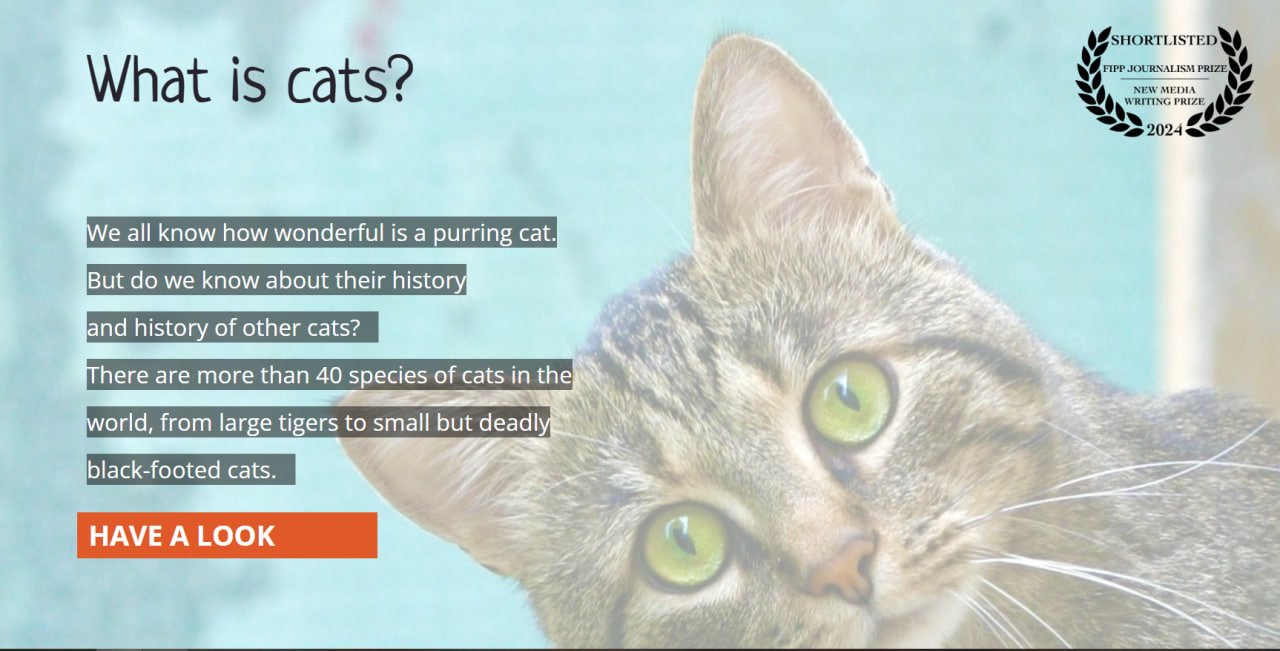 What is cats?
SHORTLISTED
FIPP JOURNALISM PRIZE
NEW MEDIA
WRITING PRIZE
2024
We all know how wonderful is a purring cat.
But do we know about their history
and history of other cats?
There are more than 40 species of cats in the
world, from large tigers to small but deadly
black-footed cats.
HAVE A LOOK